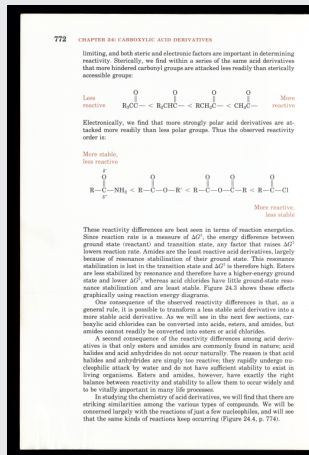 772 CHAPTER 24: CARBOXYLIC ACID DERIVATIVES
limiting, and both steric and electronic factors are important in determining
reactivity. Sterically, we find within a series of the same acid derivatives
that more hindered carbonyl groups are attacked less readily than sterically
accessible groups:
O O O O
Less More
reactive R₃CC— < R₂CHC— < RCH₂C— < CH₃C— reactive
Electronically, we find that more strongly polar acid derivatives are at-
tacked more readily than less polar groups. Thus the observed reactivity
order is:
More stable,
less reactive
O O O O O
R—C—NH₂ < R—C—O—R′ < R—C—O—C—R < R—C—Cl
More reactive,
less stable
These reactivity differences are best seen in terms of reaction energetics.
Since reaction rate is a measure of ΔG‡, the energy difference between
ground state (reactant) and transition state, any factor that raises ΔG‡
lowers reaction rate. Amides are the least reactive acid derivatives, largely
because of resonance stabilization of their ground state. This resonance
stabilization is lost in the transition state and ΔG‡ is therefore high. Esters
are less stabilized by resonance and therefore have a higher-energy ground
state and lower ΔG‡, whereas acid halides have little ground-state reso-
nance stabilization and are least stable. Figure 24.3 shows these effects
graphically using reaction energy diagrams.
One consequence of the observed reactivity differences is that, as a
general rule, it is possible to transform a less stable acid derivative into a
more stable acid derivative. As we will see in the next few sections, car-
boxylic acid halides can be converted into acids, esters, and amides, but
amides cannot readily be converted into esters or acid chlorides.
A second consequence of the reactivity differences among acid deriv-
atives is that only esters and amides are commonly found in nature; acid
halides and acid anhydrides do not occur naturally. The reason is that acid
halides and anhydrides are simply too reactive; they rapidly undergo nu-
cleophilic attack by water and do not have sufficient stability to exist in
living organisms. Esters and amides, however, have exactly the right
balance between reactivity and stability to allow them to occur widely and
to be vitally important in many life processes.
In studying the chemistry of acid derivatives, we will find that there are
striking similarities among the various types of compounds. We will be
concerned largely with the reactions of just a few nucleophiles, and will see
that the same kinds of reactions keep occurring (Figure 24.4, p. 774).